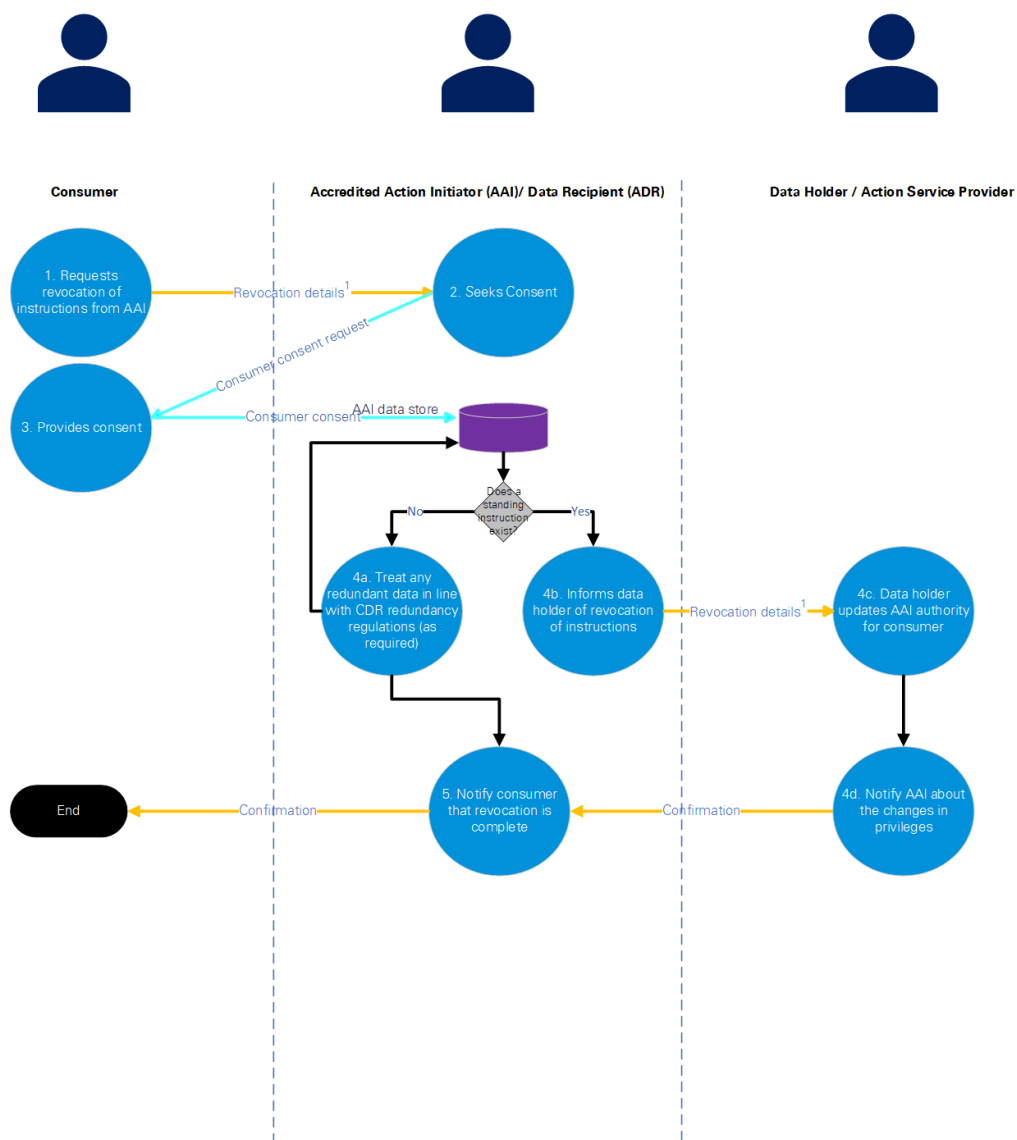 Consumer
Accredited Action Initiator (AAI)/ Data Recipient (ADR)
Data Holder / Action Service Provider
1. Requests
revocation of
instructions from AAI
Revocation details1
2. Seeks Consent
Consumer consent request
3. Provides consent
Consumer consent
AAI data store
Does a
standing
instruction
exist?
No
Yes
4a. Treat any
redundant data in line
with CDR redundancy
regulations (as
required)
4b. Informs data
holder of revocation
of instructions
Revocation details1
4c. Data holder
updates AAI authority
for consumer
End
Confirmation
5. Notify consumer
that revocation is
complete
Confirmation
4d. Notify AAI about
the changes in
privileges